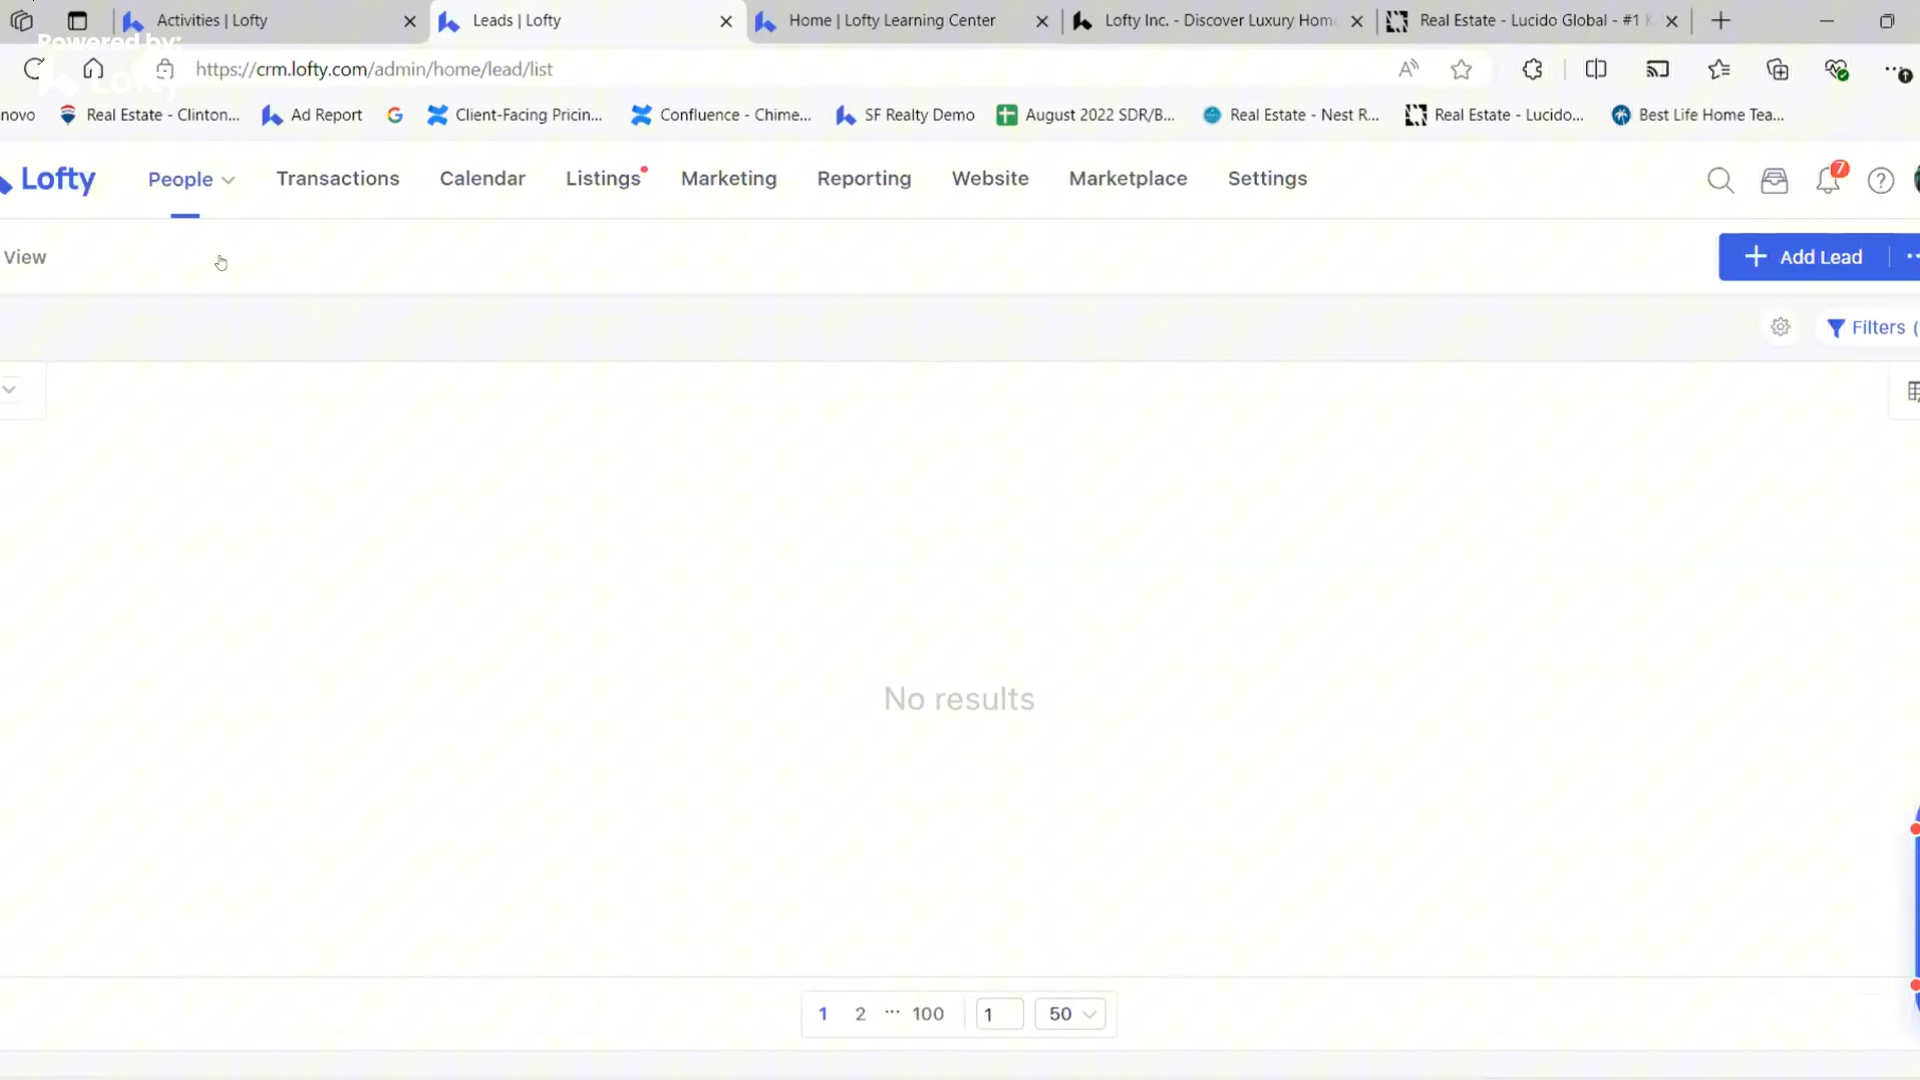 Activities | Lofty
Leads | Lofty
Home | Lofty Learning Center
Lofty Inc. - Discover Luxury Hom
Real Estate - Lucido Global - #1 K
Powered by:
Lofty
https://crm.lofty.com/admin/home/lead/list
novo
Real Estate - Clinton...
Ad Report
Client-Facing Pricin...
Confluence - Chime...
SF Realty Demo
August 2022 SDR/B...
Real Estate - Nest R...
Real Estate - Lucido...
Best Life Home Tea...
Lofty
People
Transactions
Calendar
Listings
Marketing
Reporting
Website
Marketplace
Settings
7
View
Add Lead
Filters (
No results
1 2 ··· 100 1 50